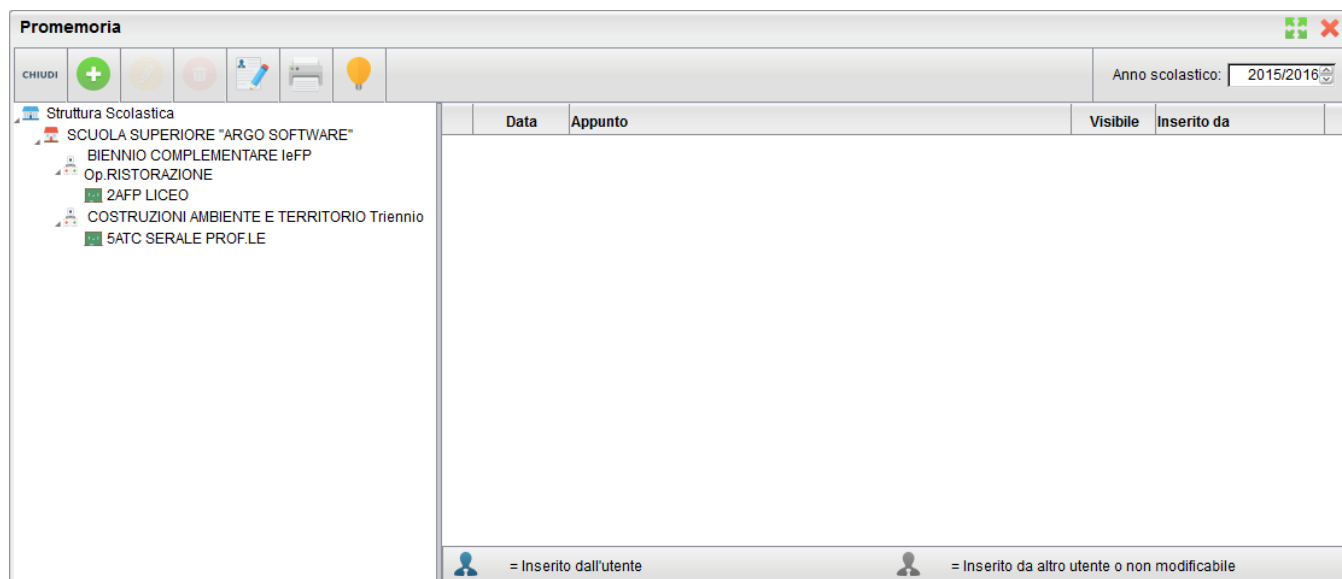 Promemoria
CHIUDI
Anno scolastico: 2015/2016
Struttura Scolastica
SCUOLA SUPERIORE "ARGO SOFTWARE"
BIENNIO COMPLEMENTARE IeFP
Op.RISTORAZIONE
2AFP LICEO
COSTRUZIONI AMBIENTE E TERRITORIO Triennio
5ATC SERALE PROF.LE
Data Appunto Visibile Inserito da
= Inserito dall'utente = Inserito da altro utente o non modificabile